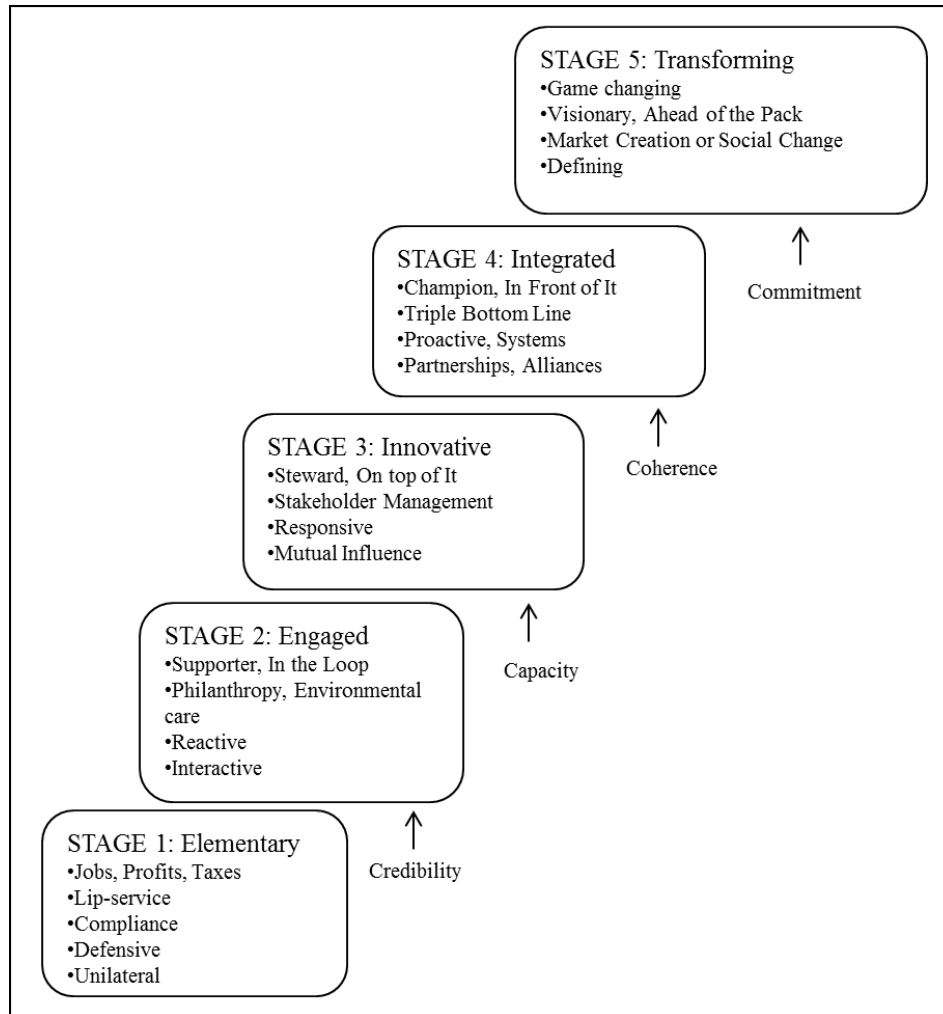 STAGE 5: Transforming
•Game changing
•Visionary, Ahead of the Pack
•Market Creation or Social Change
•Defining
Commitment
STAGE 4: Integrated
•Champion, In Front of It
•Triple Bottom Line
•Proactive, Systems
•Partnerships, Alliances
Coherence
STAGE 3: Innovative
•Steward, On top of It
•Stakeholder Management
•Responsive
•Mutual Influence
Capacity
STAGE 2: Engaged
•Supporter, In the Loop
•Philanthropy, Environmental
care
•Reactive
•Interactive
Credibility
STAGE 1: Elementary
•Jobs, Profits, Taxes
•Lip-service
•Compliance
•Defensive
•Unilateral